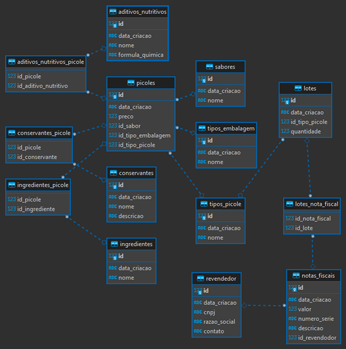 aditivos_nutritivos
id
data_criacao
nome
formula_quimica
aditivos_nutritivos_picole
id_picole
id_aditivo_nutritivo
picoles
id
data_criacao
preco
id_sabor
id_tipo_embalagem
id_tipo_picole
sabores
id
data_criacao
nome
lotes
id
data_criacao
id_tipo_picole
quantidade
conservantes_picole
id_picole
id_conservante
tipos_embalagem
id
data_criacao
nome
conservantes
id
data_criacao
nome
descricao
ingredientes_picole
id_picole
id_ingrediente
tipos_picole
id
data_criacao
nome
lotes_nota_fiscal
id_nota_fiscal
id_lote
ingredientes
id
data_criacao
nome
revendedor
id
data_criacao
cnpj
razao_social
contato
notas_fiscais
id
data_criacao
valor
numero_serie
descricao
id_revendedor